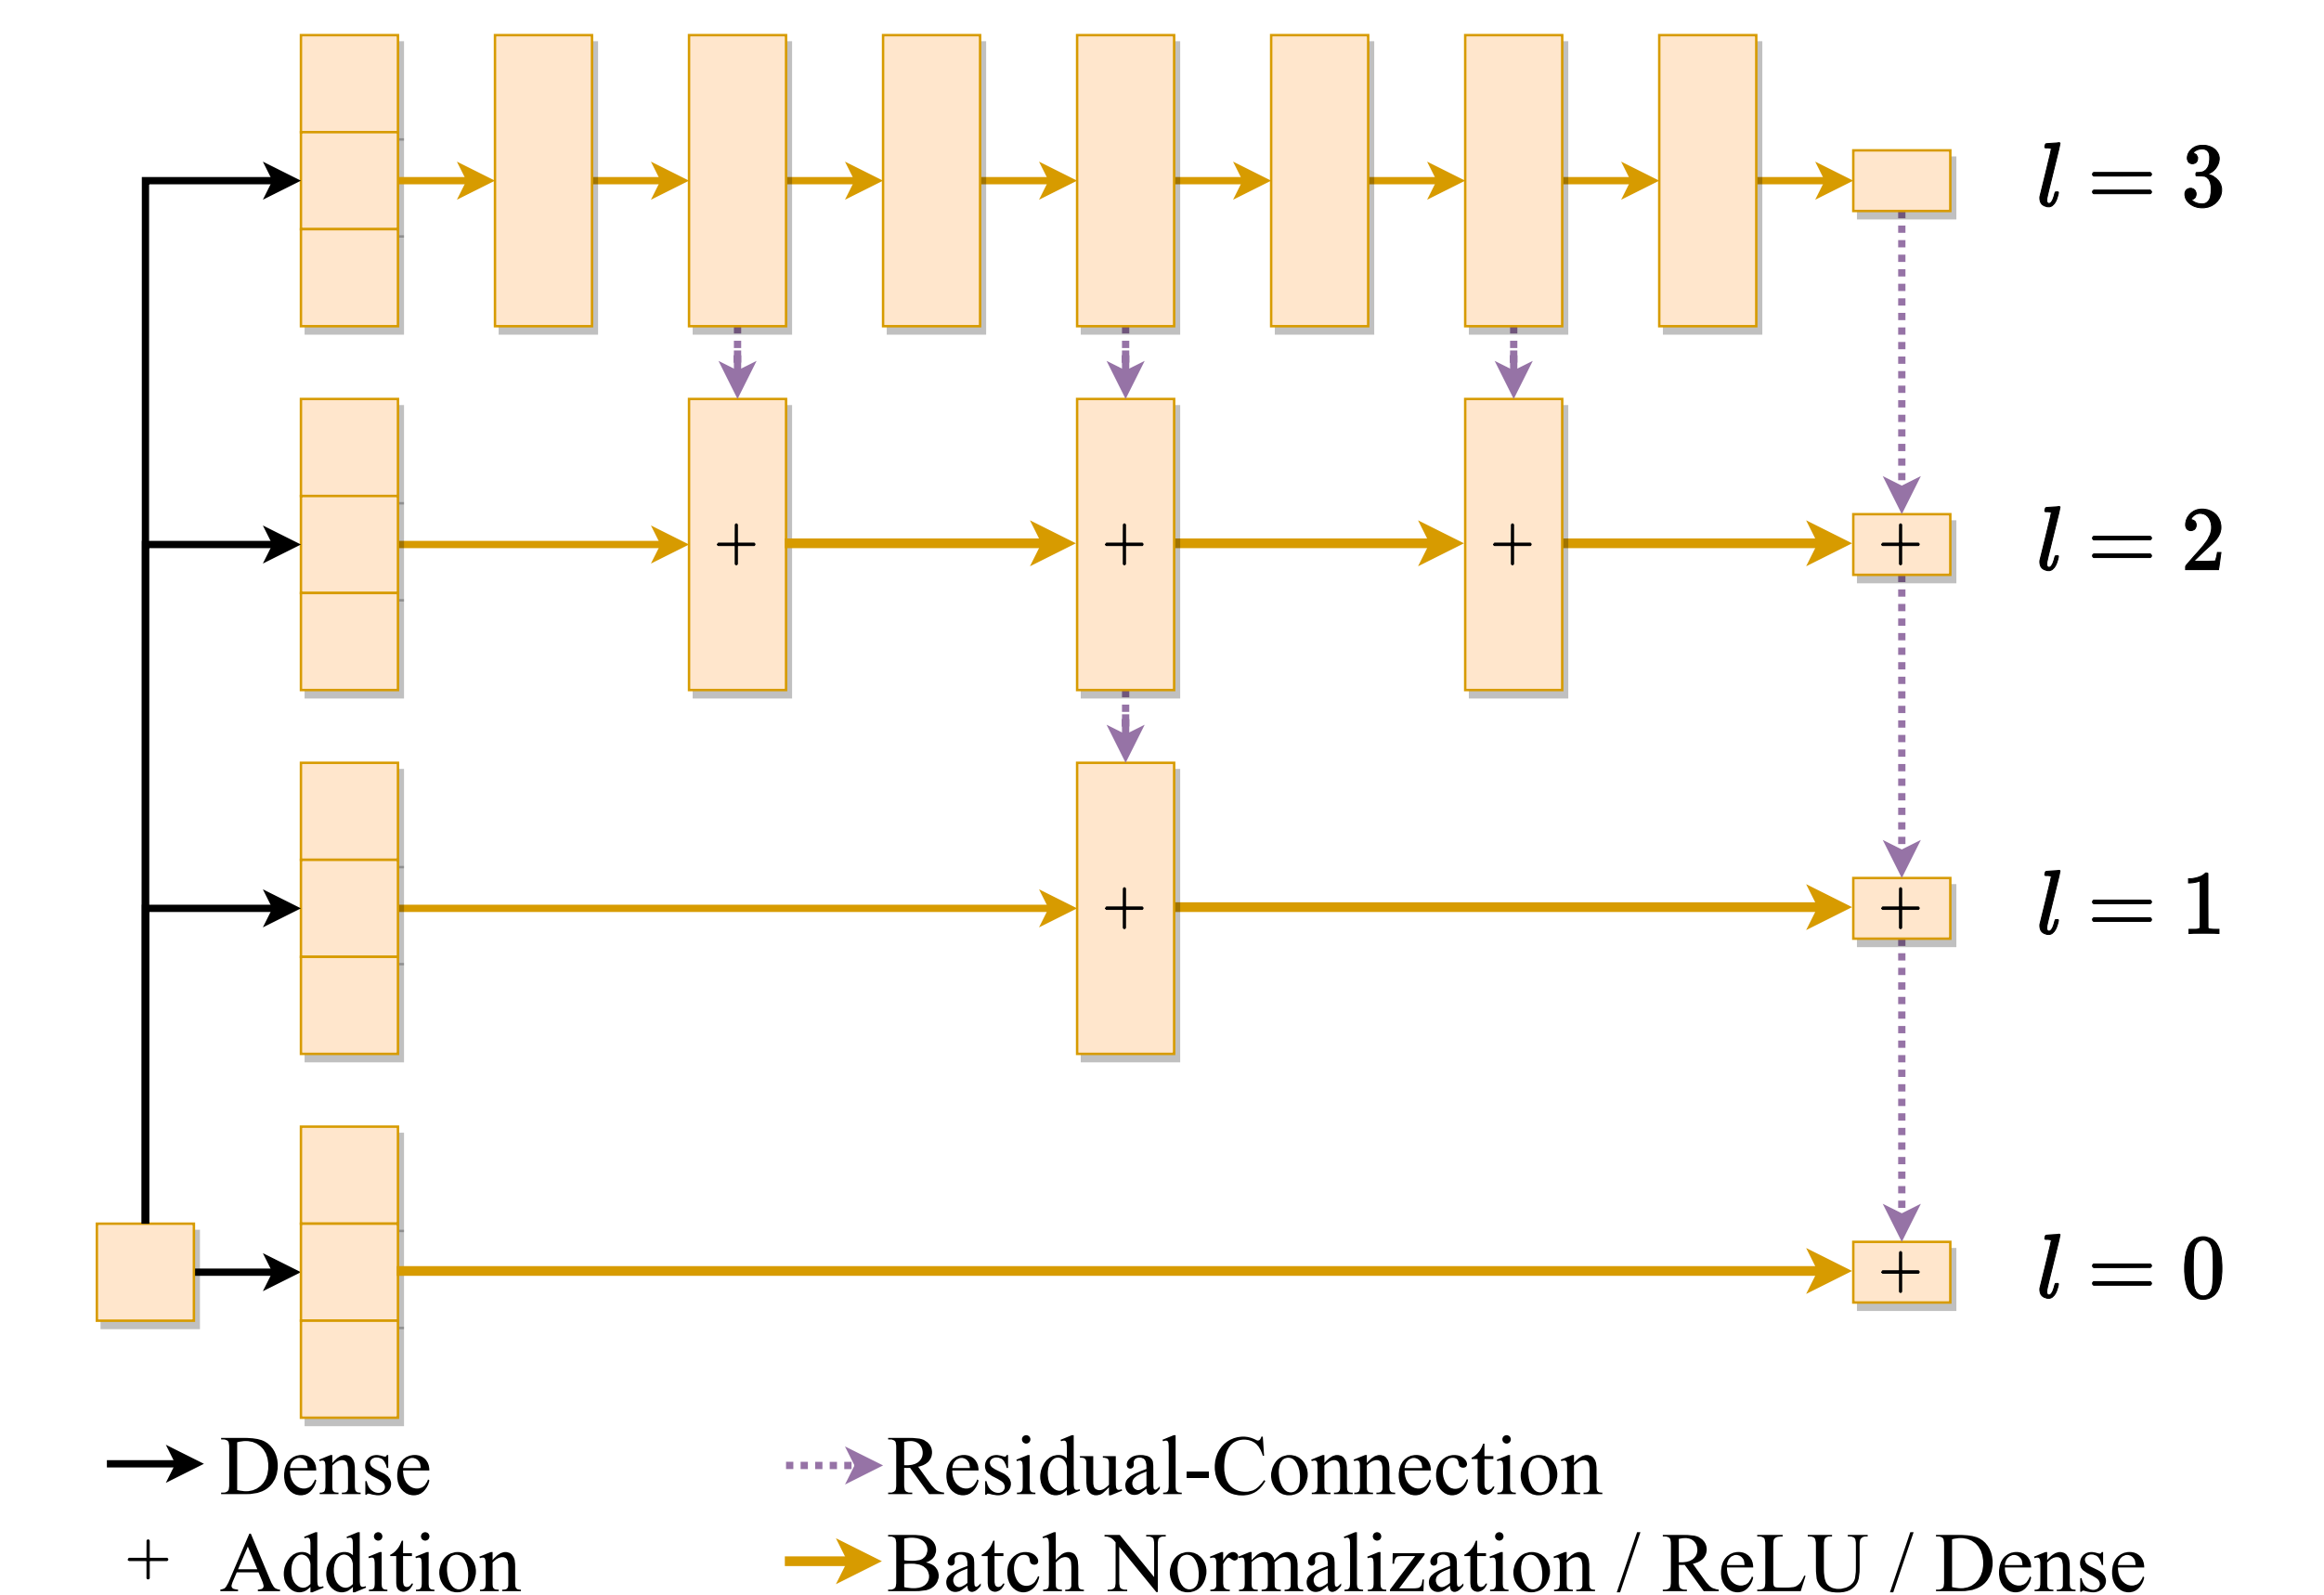 l = 3
+ + + +
l = 2
+ +
l = 1
+
l = 0
Dense
Residual-Connection
+ Addition
Batch Normalization / ReLU / Dense